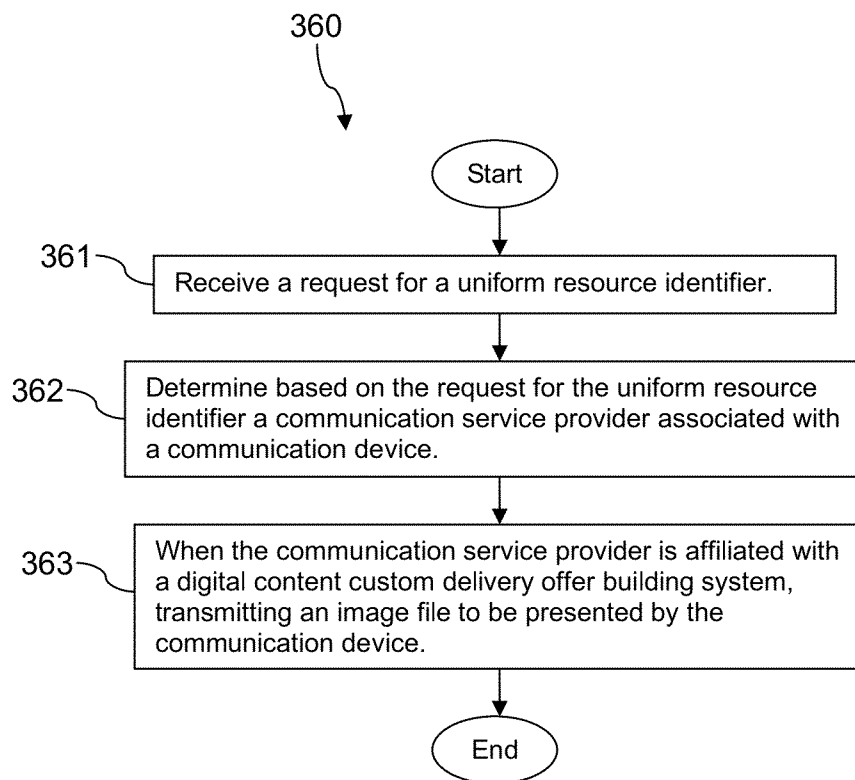 360
Start
361
Receive a request for a uniform resource identifier.
362
Determine based on the request for the uniform resource
identifier a communication service provider associated with
a communication device.
363
When the communication service provider is affiliated with
a digital content custom delivery offer building system,
transmitting an image file to be presented by the
communication device.
End